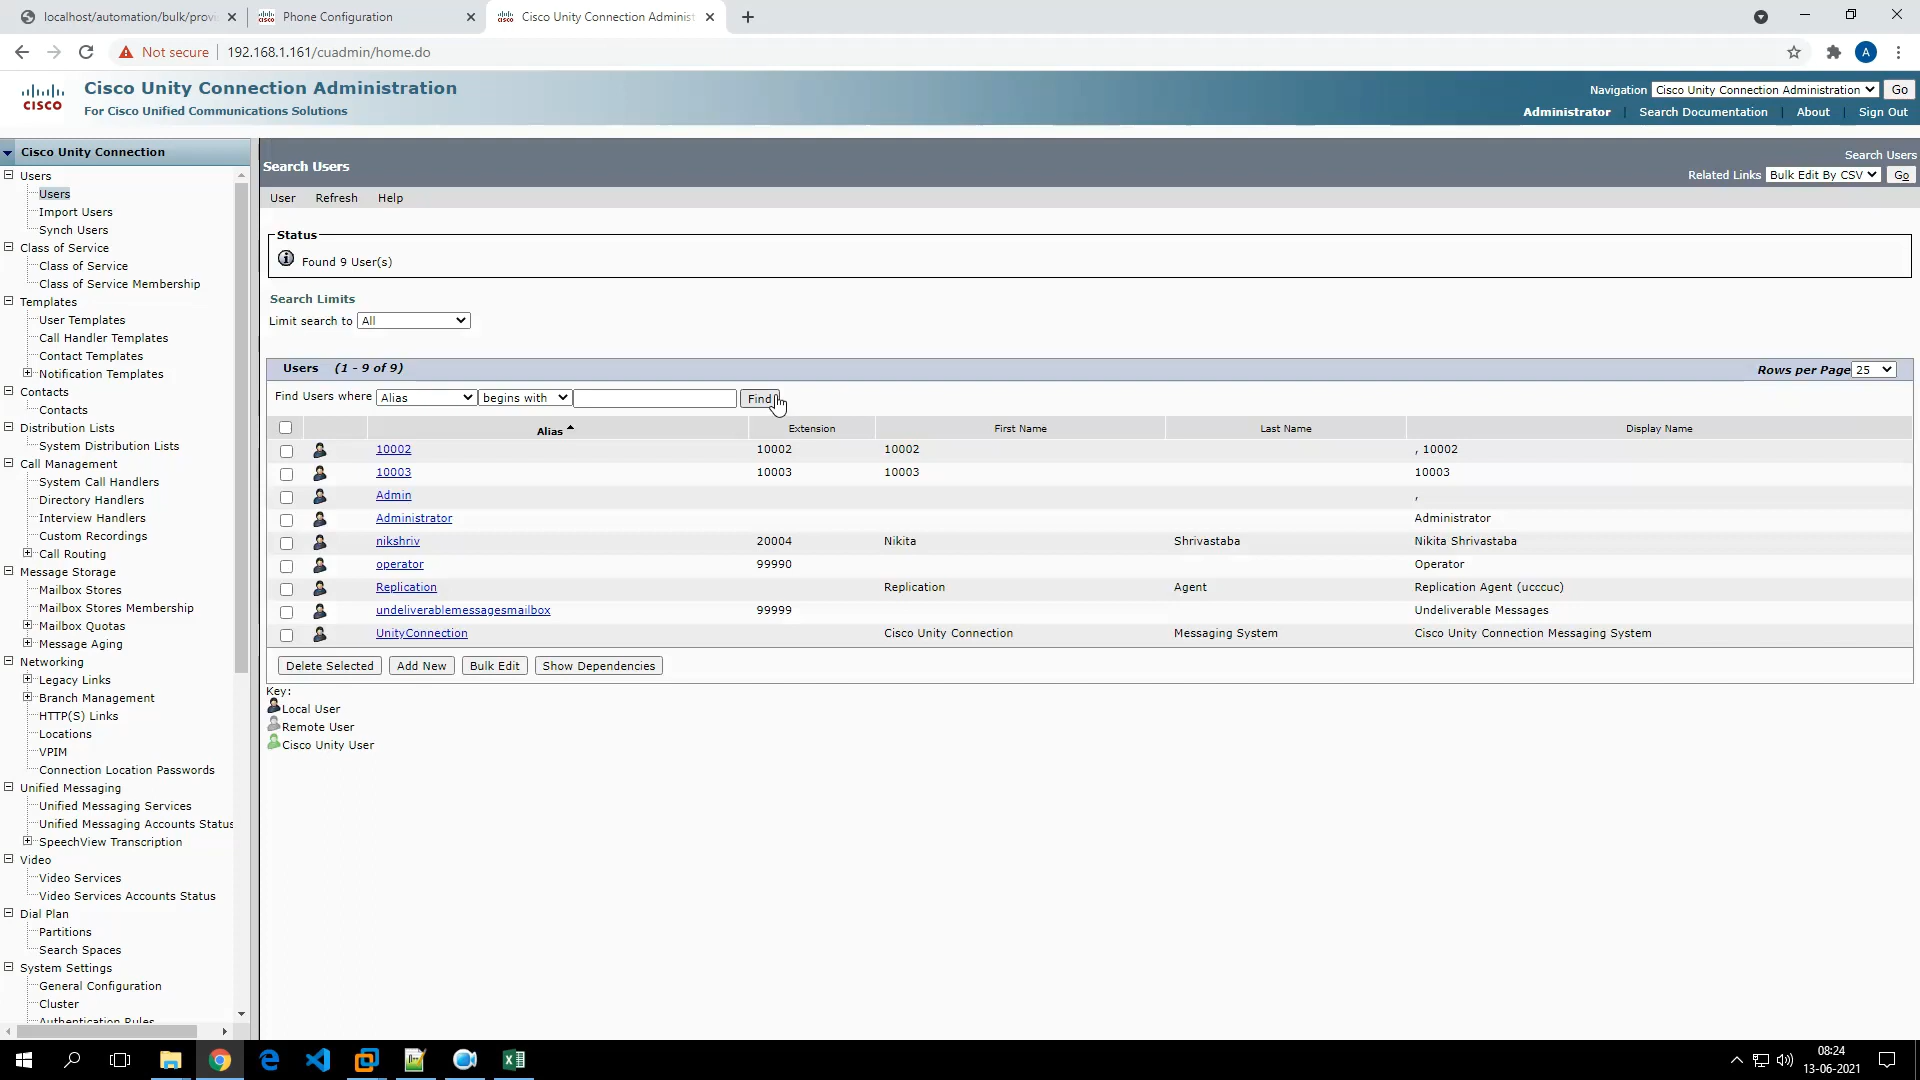 localhost/automation/bulk/provi
Phone Configuration
Cisco Unity Connection Administ
Not secure
192.168.1.161/cuadmin/home.do
A
CISCO
Cisco Unity Connection Administration
For Cisco Unified Communications Solutions
Navigation Cisco Unity Connection Administration Go
Administrator Search Documentation About Sign Out
Cisco Unity Connection
Users
Users
Import Users
Synch Users
Class of Service
Class of Service
Class of Service Membership
Templates
User Templates
Call Handler Templates
Contact Templates
Notification Templates
Contacts
Contacts
Distribution Lists
System Distribution Lists
Call Management
System Call Handlers
Directory Handlers
Interview Handlers
Custom Recordings
Call Routing
Message Storage
Mailbox Stores
Mailbox Stores Membership
Mailbox Quotas
Message Aging
Networking
Legacy Links
Branch Management
HTTP(S) Links
Locations
VPIM
Connection Location Passwords
Unified Messaging
Unified Messaging Services
Unified Messaging Accounts Status
SpeechView Transcription
Video
Video Services
Video Services Accounts Status
Dial Plan
Partitions
Search Spaces
System Settings
General Configuration
Cluster
Authentication Rules
Search Users
Search Users
Related Links Bulk Edit By CSV Go
User Refresh Help
Status
Found 9 User(s)
Search Limits
Limit search to All
Users (1 - 9 of 9)
Rows per Page 25
Find Users where Alias begins with Find
Alias Extension First Name Last Name Display Name
10002 10002 10002 , 10002
10003 10003 10003 10003
Admin ,
Administrator Administrator
nikshriv 20004 Nikita Shrivastaba Nikita Shrivastaba
operator 99990 Operator
Replication Replication Agent Replication Agent (ucccuc)
undeliverablemessagesmailbox 99999 Undeliverable Messages
UnityConnection Cisco Unity Connection Messaging System Cisco Unity Connection Messaging System
Delete Selected Add New Bulk Edit Show Dependencies
Key:
Local User
Remote User
Cisco Unity User
08:24
13-06-2021